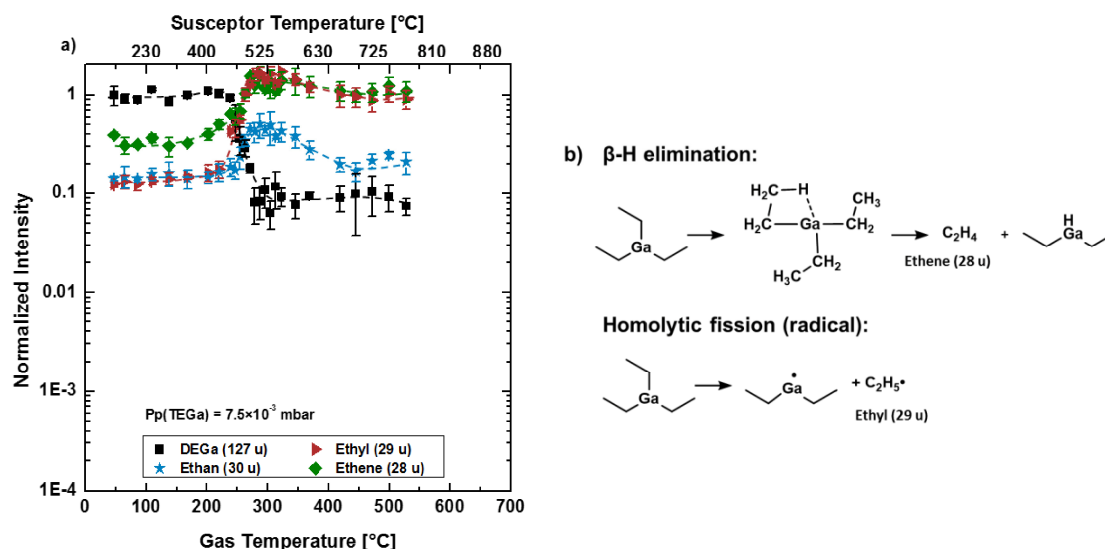 Susceptor Temperature [°C]
a)
230 400 525 630 725 810 880
Normalized Intensity
1
0.1
0.01
1E-3
1E-4
Pp(TEGa) = 7.5×10⁻³ mbar
DEGa (127 u) Ethyl (29 u)
Ethan (30 u) Ethene (28 u)
0 100 200 300 400 500 600 700
Gas Temperature [°C]
b) β-H elimination:
H₂C H
CH₃
Ga H₂C Ga CH₂ C₂H₄ + H
Ga
H₃C CH₂
Ethene (28 u)
Homolytic fission (radical):
Ga Ga• + C₂H₅•
Ethyl (29 u)